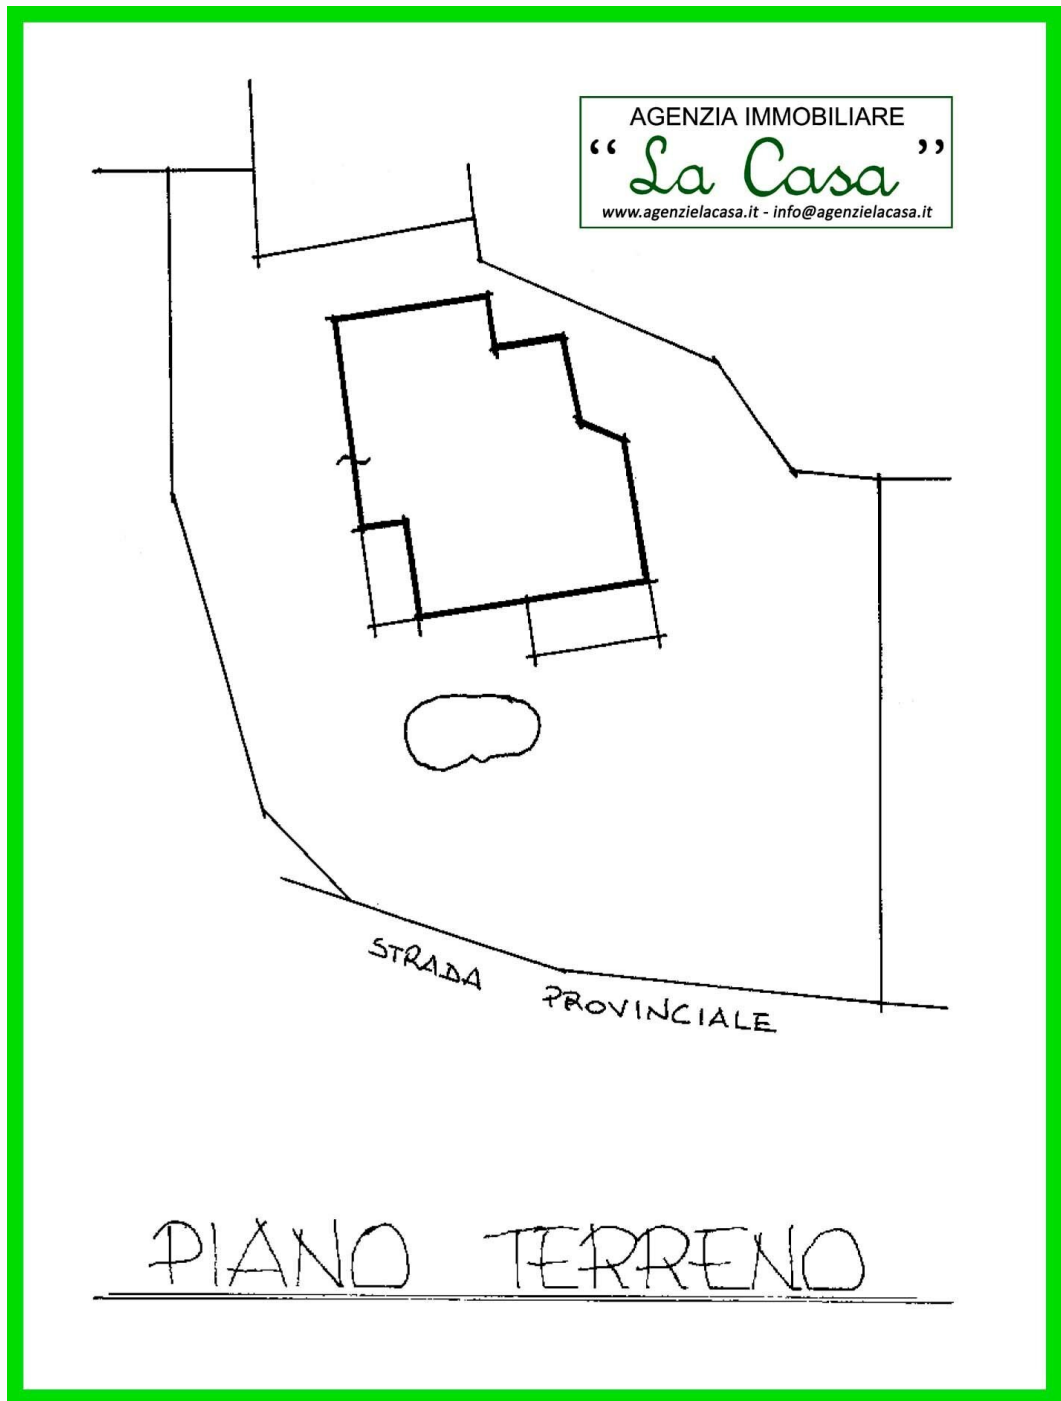 AGENZIA IMMOBILIARE
“ La Casa ”
www.agenzielacasa.it - info@agenzielacasa.it
STRADA PROVINCIALE
PIANO TERRENO